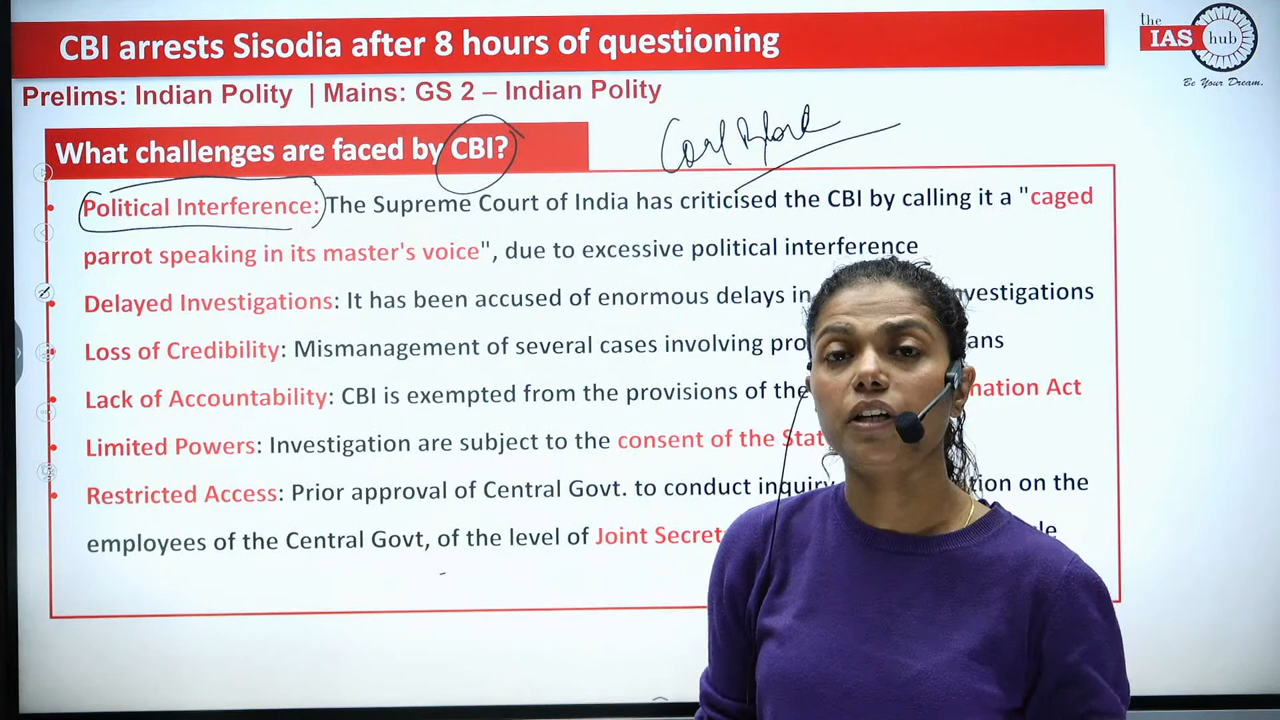 CBI arrests Sisodia after 8 hours of questioning
the
IAS hub
Be Your Dream.
Prelims: Indian Polity | Mains: GS 2 – Indian Polity
What challenges are faced by CBI?
• Political Interference: The Supreme Court of India has criticised the CBI by calling it a "caged
parrot speaking in its master's voice", due to excessive political interference
• Delayed Investigations: It has been accused of enormous delays in vestigations
• Loss of Credibility: Mismanagement of several cases involving pro ans
• Lack of Accountability: CBI is exempted from the provisions of the nation Act
• Limited Powers: Investigation are subject to the consent of the Stat
• Restricted Access: Prior approval of Central Govt. to conduct inquiry tion on the
employees of the Central Govt, of the level of Joint Secret